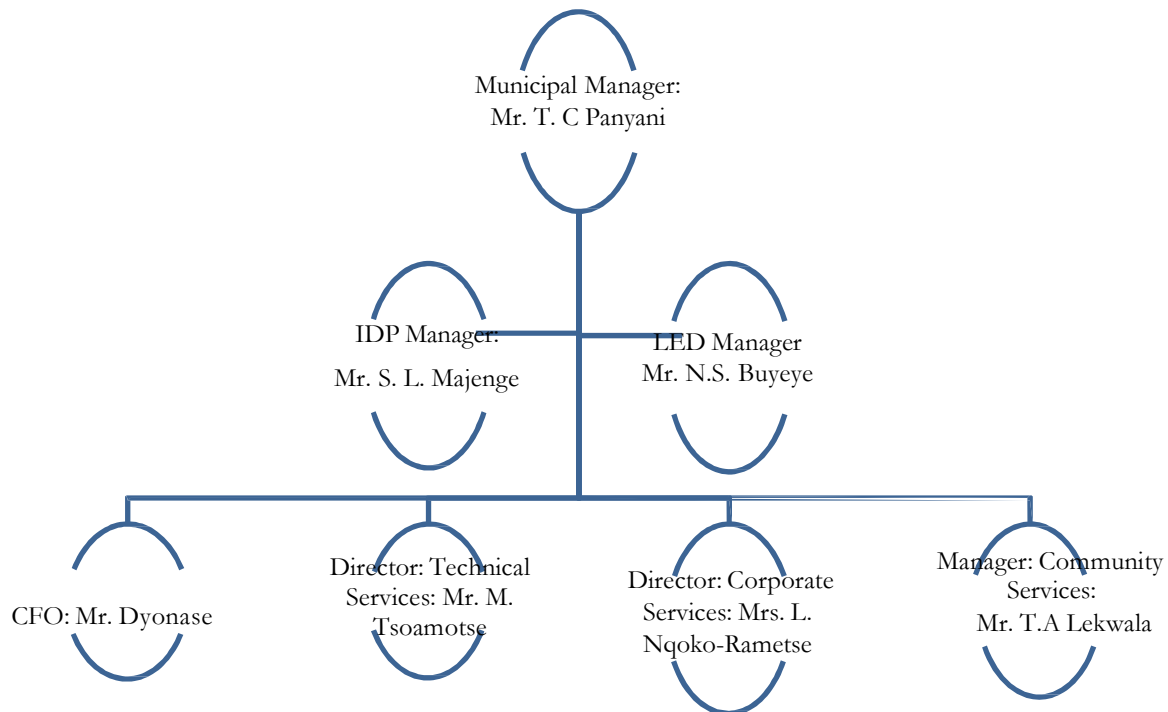 Municipal Manager:
Mr. T. C Panyani
IDP Manager:
Mr. S. L. Majenge
LED Manager
Mr. N.S. Buyeye
CFO: Mr. Dyonase
Director: Technical
Services: Mr. M.
Tsoamotse
Director: Corporate
Services: Mrs. L.
Nqoko-Rametse
Manager: Community
Services:
Mr. T.A Lekwala